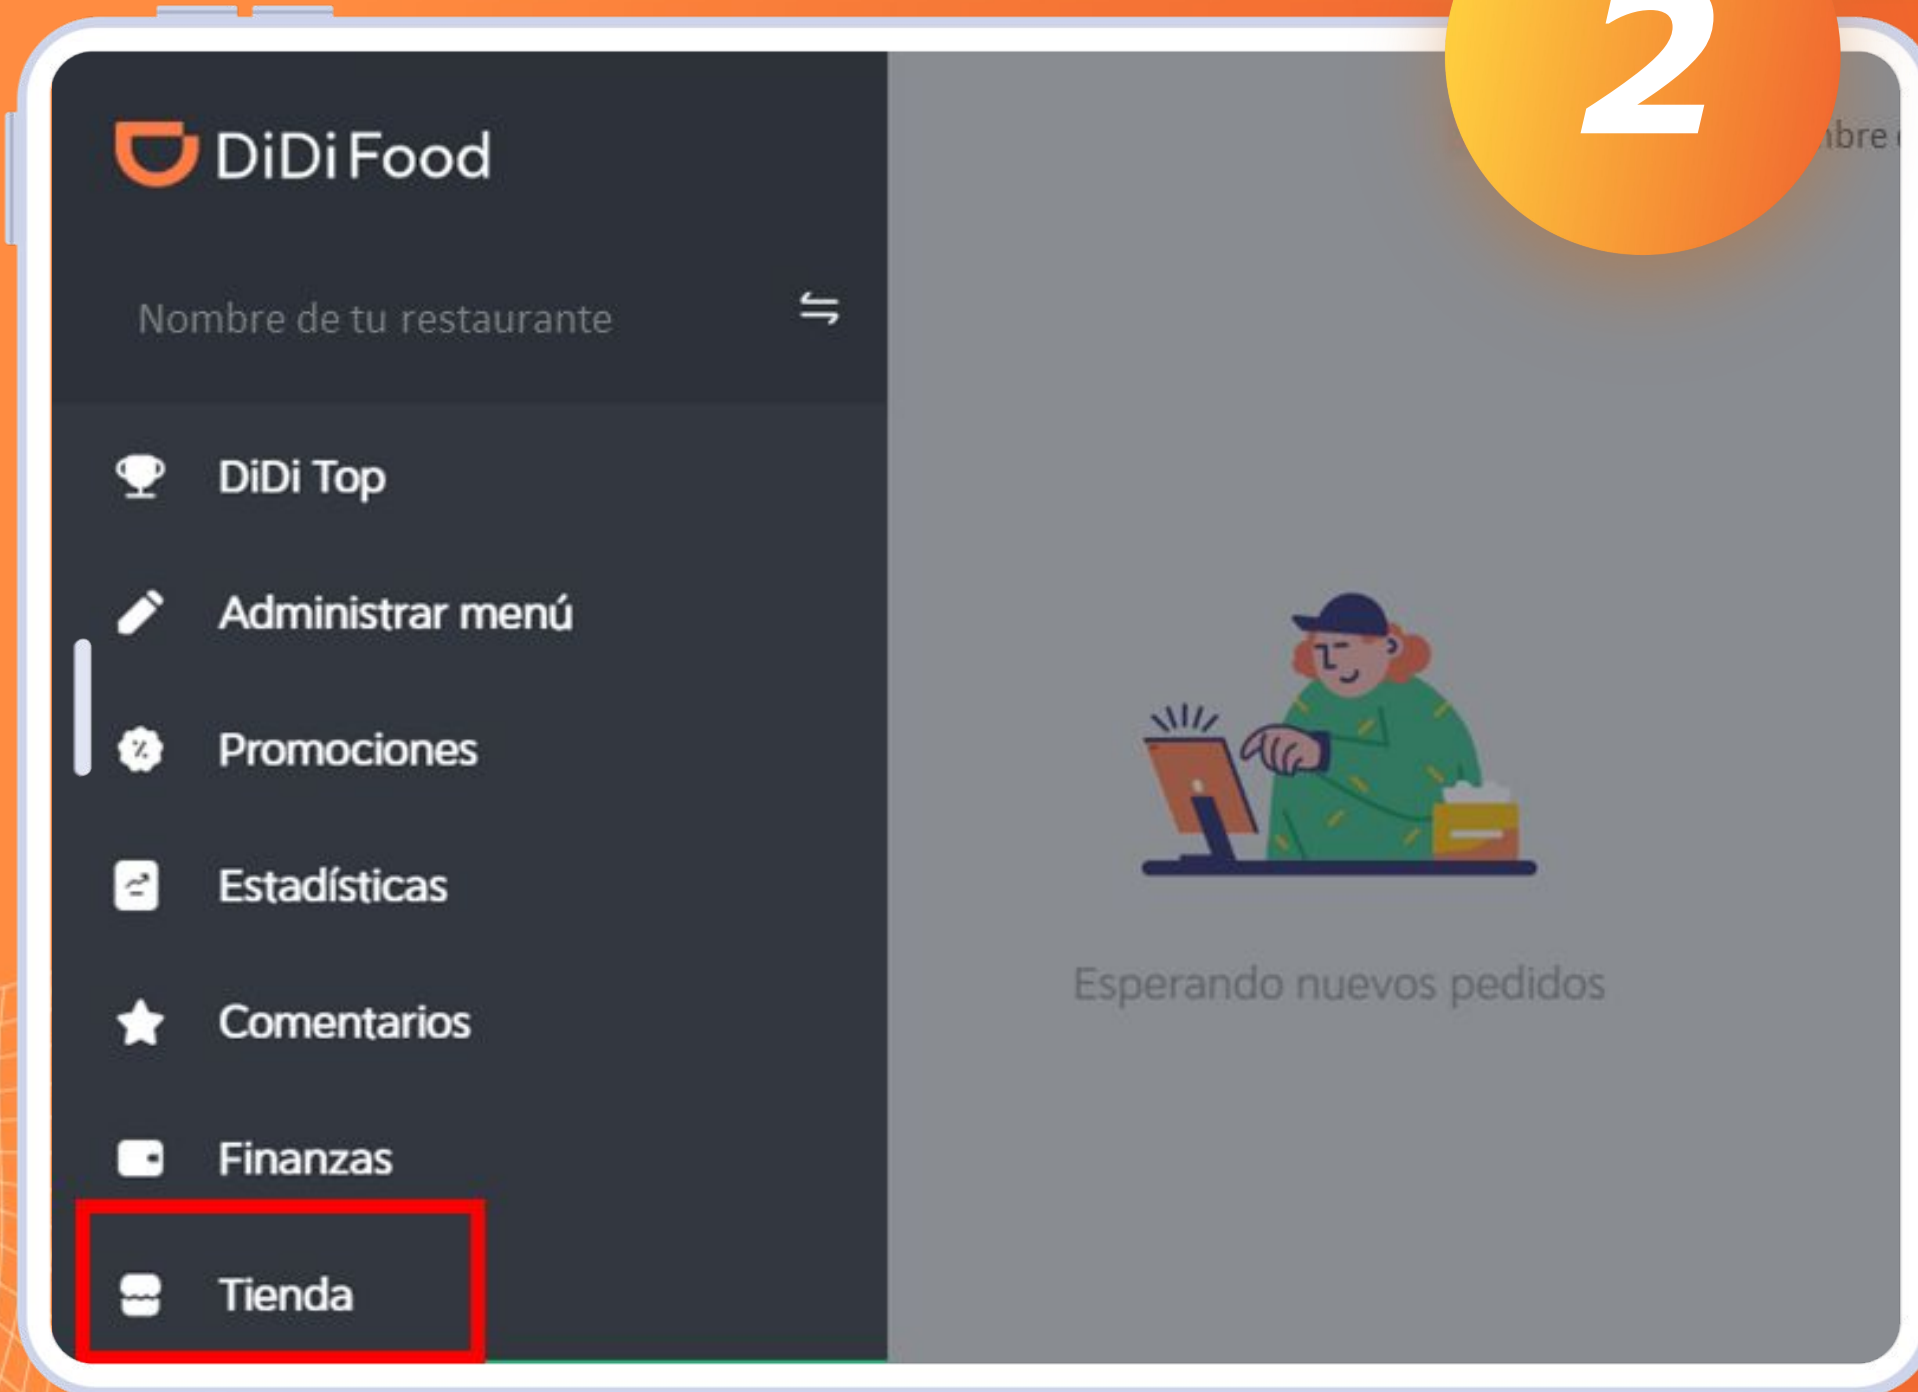 2
DiDi Food
Nombre de tu restaurante
DiDi Top
Administrar menú
Promociones
Estadísticas
Comentarios
Finanzas
Tienda
Esperando nuevos pedidos